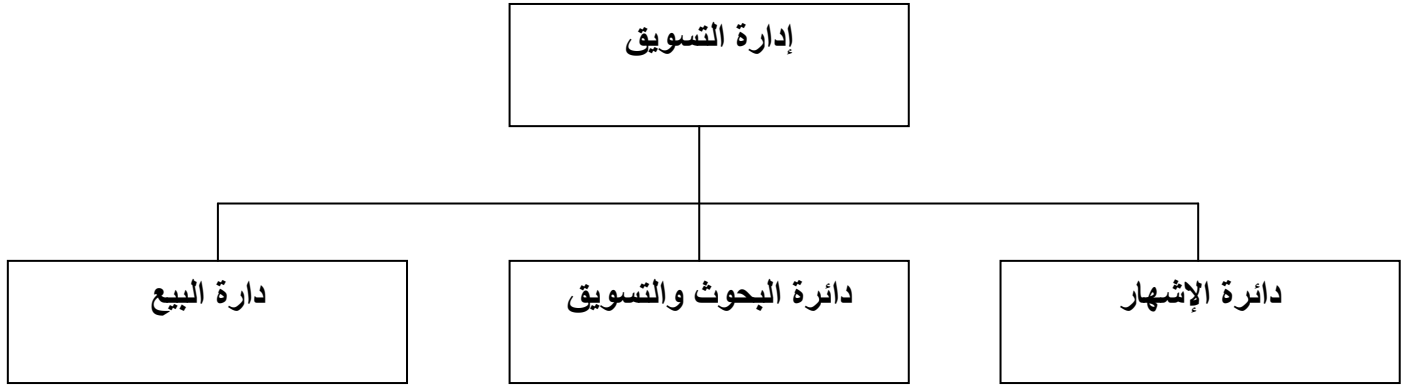 إدارة التسويق
دائرة الإشهار
دائرة البحوث والتسويق
دارة البيع